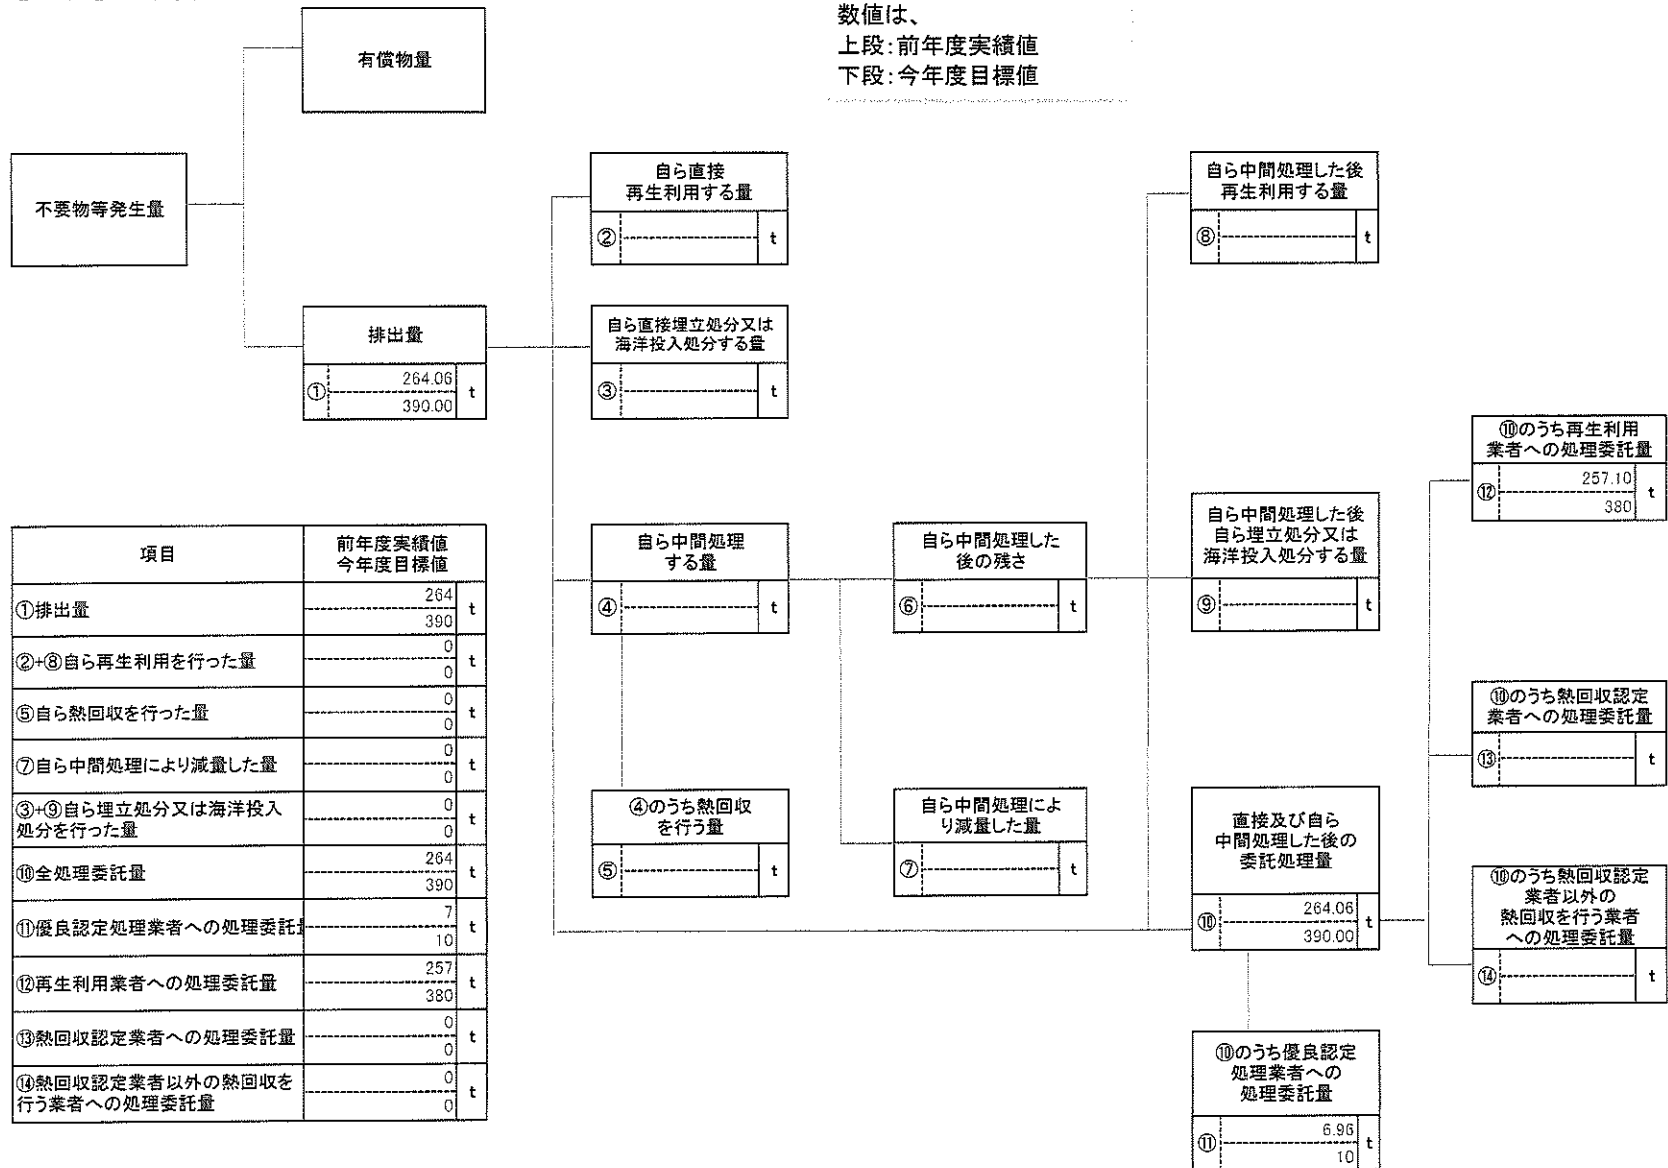 数値は、
上段:前年度実績値
下段:今年度目標値
有償物量
不要物等発生量
排出量
①
264.06
390.00
t
自ら直接
再生利用する量
②
t
自ら直接埋立処分又は
海洋投入処分する量
③
t
自ら中間処理
する量
④
t
④のうち熱回収
を行う量
⑤
t
自ら中間処理した
後の残さ
⑥
t
自ら中間処理によ
り減量した量
⑦
t
自ら中間処理した後
再生利用する量
⑧
t
自ら中間処理した後
自ら埋立処分又は
海洋投入処分する量
⑨
t
直接及び自ら
中間処理した後の
委託処理量
⑩
264.06
390.00
t
⑩のうち優良認定
処理業者への
処理委託量
⑪
6.96
10
t
⑩のうち再生利用
業者への処理委託量
⑫
257.10
380
t
⑩のうち熱回収認定
業者への処理委託量
⑬
t
⑩のうち熱回収認定
業者以外の
熱回収を行う業者
への処理委託量
⑭
t
項目
前年度実績値
今年度目標値
①排出量
264
390
t
②+⑧自ら再生利用を行った量
0
0
t
⑤自ら熱回収を行った量
0
0
t
⑦自ら中間処理により減量した量
0
0
t
③+⑨自ら埋立処分又は海洋投入
処分を行った量
0
0
t
⑩全処理委託量
264
390
t
⑪優良認定処理業者への処理委託
7
10
t
⑫再生利用業者への処理委託量
257
380
t
⑬熱回収認定業者への処理委託量
0
0
t
⑭熱回収認定業者以外の熱回収を
行う業者への処理委託量
0
0
t